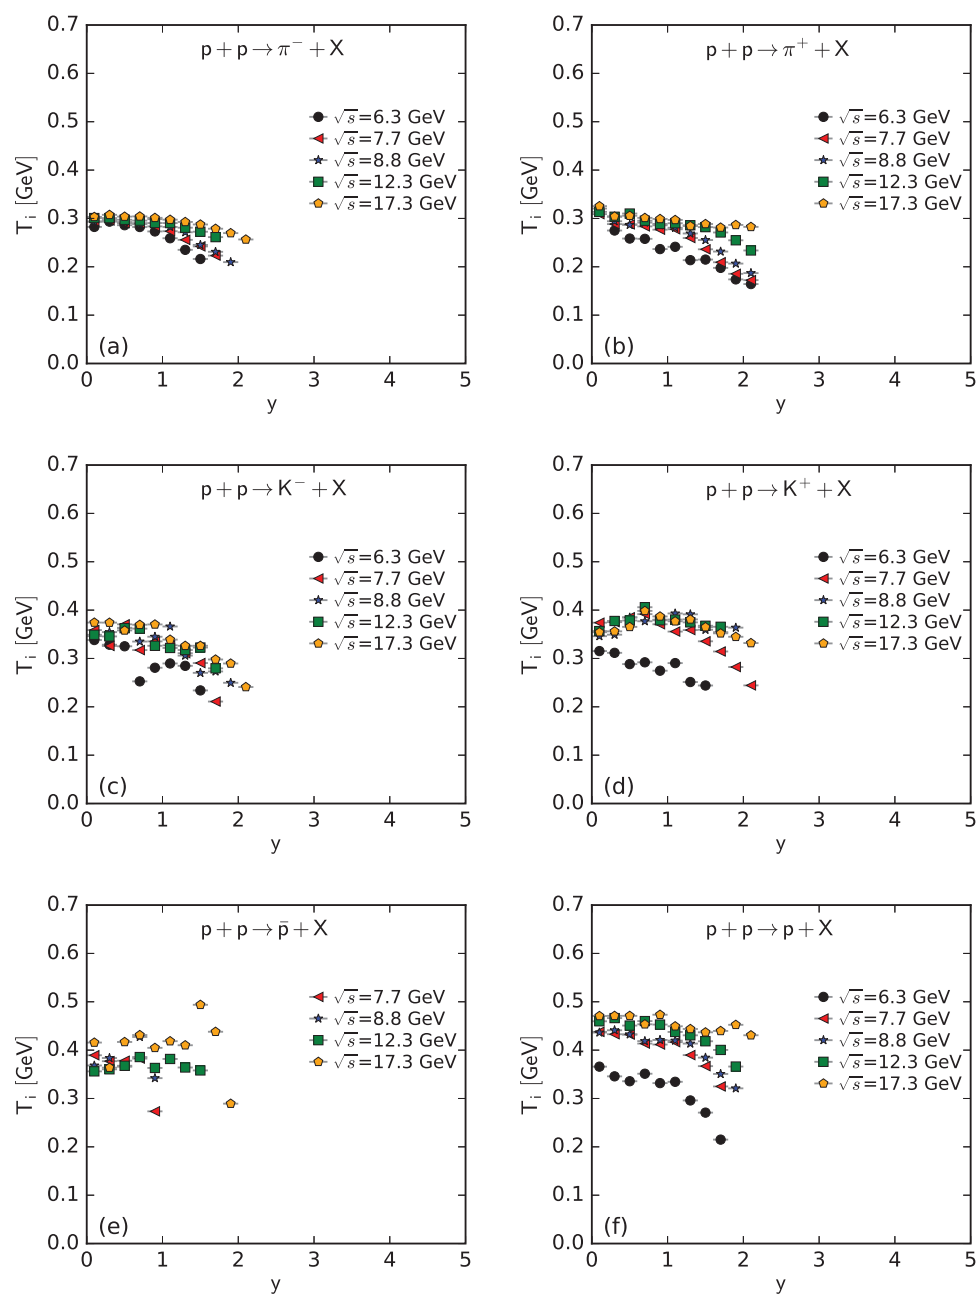 0.7
0.6
0.5
0.4
0.3
0.2
0.1
0.0
T i [GeV]
p + p → π⁻ + X
√s=6.3 GeV
√s=7.7 GeV
√s=8.8 GeV
√s=12.3 GeV
√s=17.3 GeV
(a)
0 1 2 3 4 5
y
0.7
0.6
0.5
0.4
0.3
0.2
0.1
0.0
T i [GeV]
p + p → π⁺ + X
√s=6.3 GeV
√s=7.7 GeV
√s=8.8 GeV
√s=12.3 GeV
√s=17.3 GeV
(b)
0 1 2 3 4 5
y
0.7
0.6
0.5
0.4
0.3
0.2
0.1
0.0
T i [GeV]
p + p → K⁻ + X
√s=6.3 GeV
√s=7.7 GeV
√s=8.8 GeV
√s=12.3 GeV
√s=17.3 GeV
(c)
0 1 2 3 4 5
y
0.7
0.6
0.5
0.4
0.3
0.2
0.1
0.0
T i [GeV]
p + p → K⁺ + X
√s=6.3 GeV
√s=7.7 GeV
√s=8.8 GeV
√s=12.3 GeV
√s=17.3 GeV
(d)
0 1 2 3 4 5
y
0.7
0.6
0.5
0.4
0.3
0.2
0.1
0.0
T i [GeV]
p + p → p̄ + X
√s=7.7 GeV
√s=8.8 GeV
√s=12.3 GeV
√s=17.3 GeV
(e)
0 1 2 3 4 5
y
0.7
0.6
0.5
0.4
0.3
0.2
0.1
0.0
T i [GeV]
p + p → p + X
√s=6.3 GeV
√s=7.7 GeV
√s=8.8 GeV
√s=12.3 GeV
√s=17.3 GeV
(f)
0 1 2 3 4 5
y